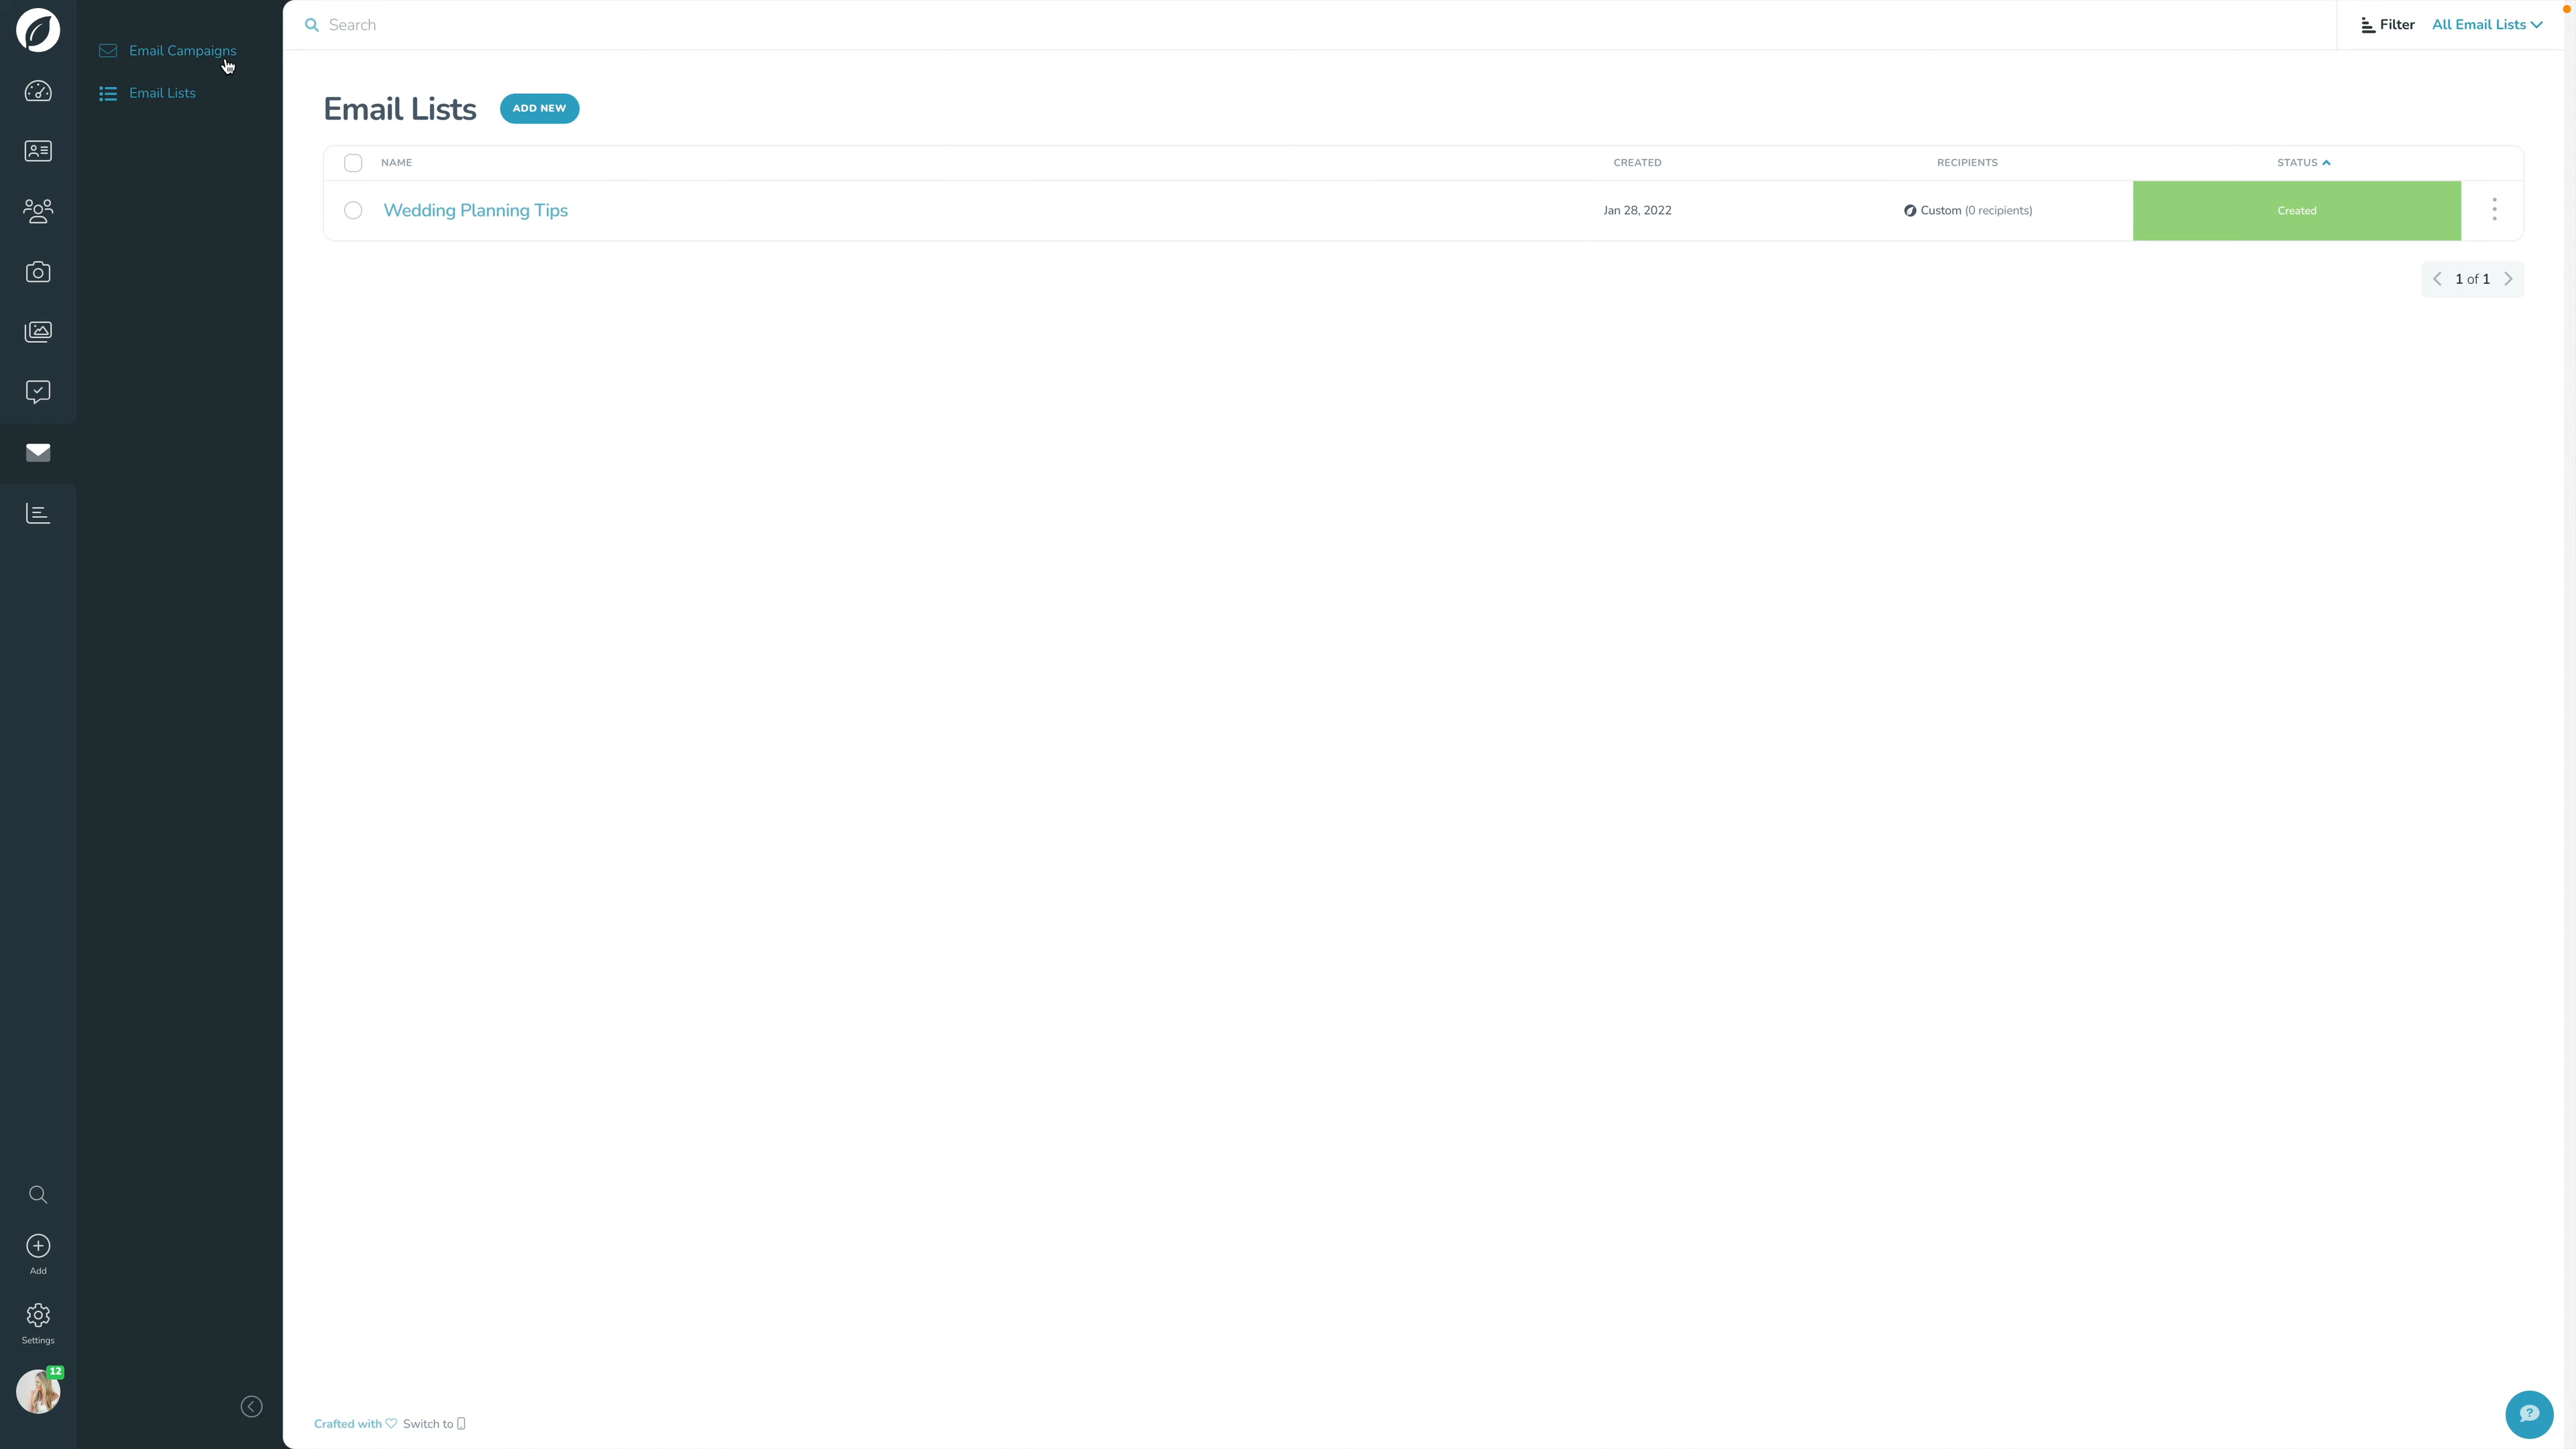 Email Campaigns
Email Lists
Search
Filter All Email Lists
Email Lists ADD NEW
NAME CREATED RECIPIENTS STATUS
Wedding Planning Tips Jan 28, 2022 Custom (0 recipients) Created
1 of 1
Add
Settings
12
Crafted with Switch to
?